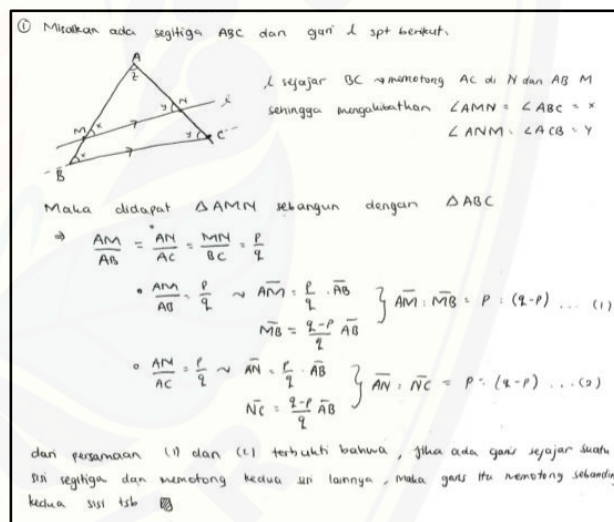 ① Misalkan ada segitiga ABC dan garis l spt berikut.
A
z
l sejajar BC → memotong AC di N dan AB M
y N l
M x
sehingga mengakibatkan ∠AMN = ∠ABC = x
y C
∠ANM = ∠ACB = y
x
B
Maka didapat △AMN sebangun dengan △ABC
⇒ AM/AB = AN/AC = MN/BC = p/q
• AM/AB = p/q ~ AM̅ = p/q · AB̅ } AM̅ : MB̅ = p : (q-p) ... (1)
MB̅ = q-p/q AB̅
• AN/AC = p/q ~ AN̅ = p/q · AB̅ } AN̅ : NC̅ = p : (q-p) ... (2)
NC̅ = q-p/q AB̅
dari persamaan (1) dan (2) terbukti bahwa, jika ada garis sejajar suatu
sisi segitiga dan memotong kedua sisi lainnya, maka garis itu memotong sebanding
kedua sisi tsb